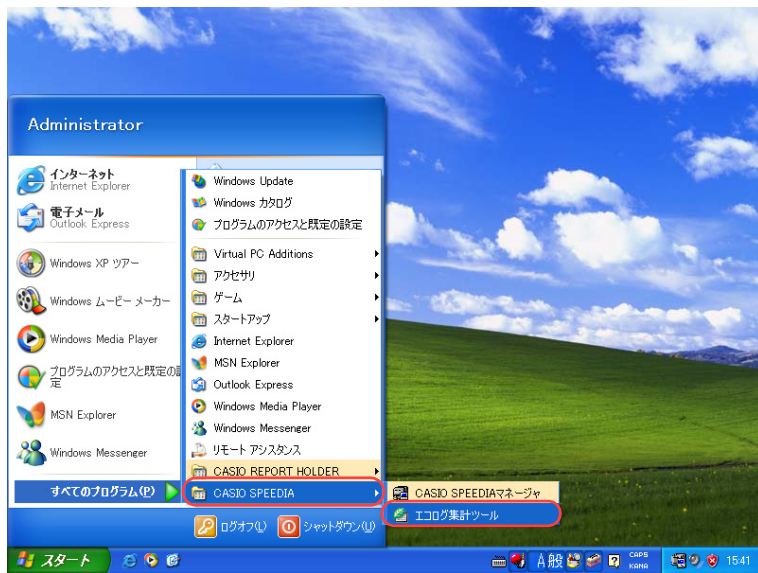 Administrator
インターネット
Internet Explorer
電子メール
Outlook Express
Windows XP ツアー
Windows ムービー メーカー
Windows Media Player
プログラムのアクセスと既定の
定
MSN Explorer
Windows Messenger
すべてのプログラム(P)
Windows Update
Windows カタログ
プログラムのアクセスと既定の設定
Virtual PC Additions
アクセサリ
ゲーム
スタートアップ
Internet Explorer
MSN Explorer
Outlook Express
Windows Media Player
Windows Messenger
リモート アシスタンス
CASIO REPORT HOLDER
CASIO SPEEDIA
CASIO SPEEDIAマネージャ
エコログ集計ツール
ログオフ(L)
シャットダウン(U)
スタート
A 般
CAPS
KANA
15:41